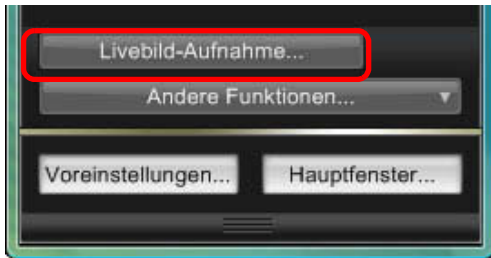 Livebild-Aufnahme...
Andere Funktionen...
Voreinstellungen...
Hauptfenster...